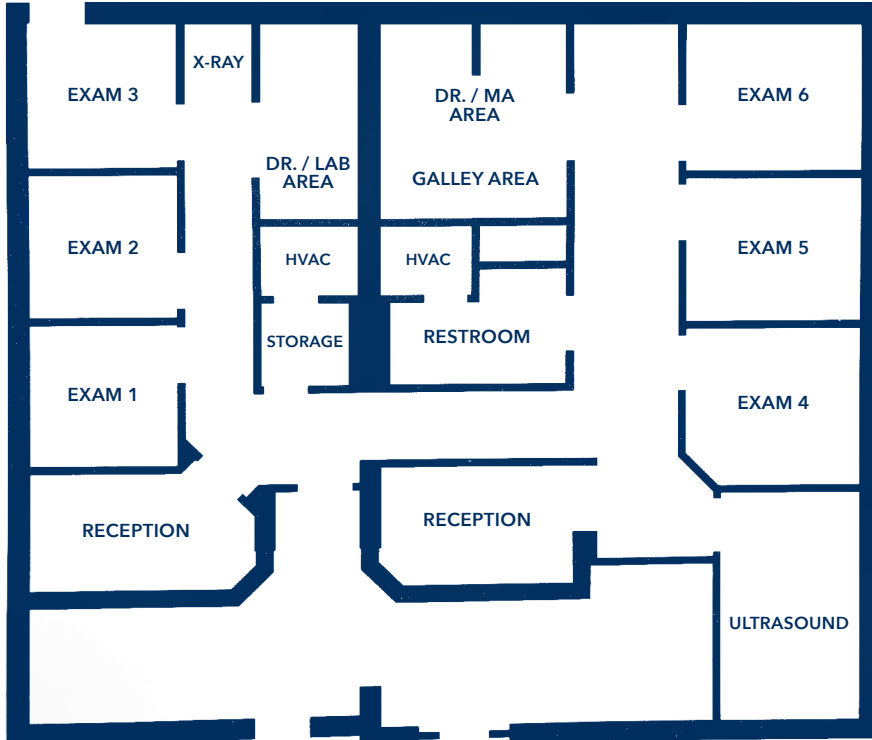 X-RAY
EXAM 3
DR. / MA
AREA
EXAM 6
DR. / LAB
AREA
GALLEY AREA
EXAM 2
HVAC
HVAC
EXAM 5
STORAGE
RESTROOM
EXAM 1
EXAM 4
RECEPTION
RECEPTION
ULTRASOUND